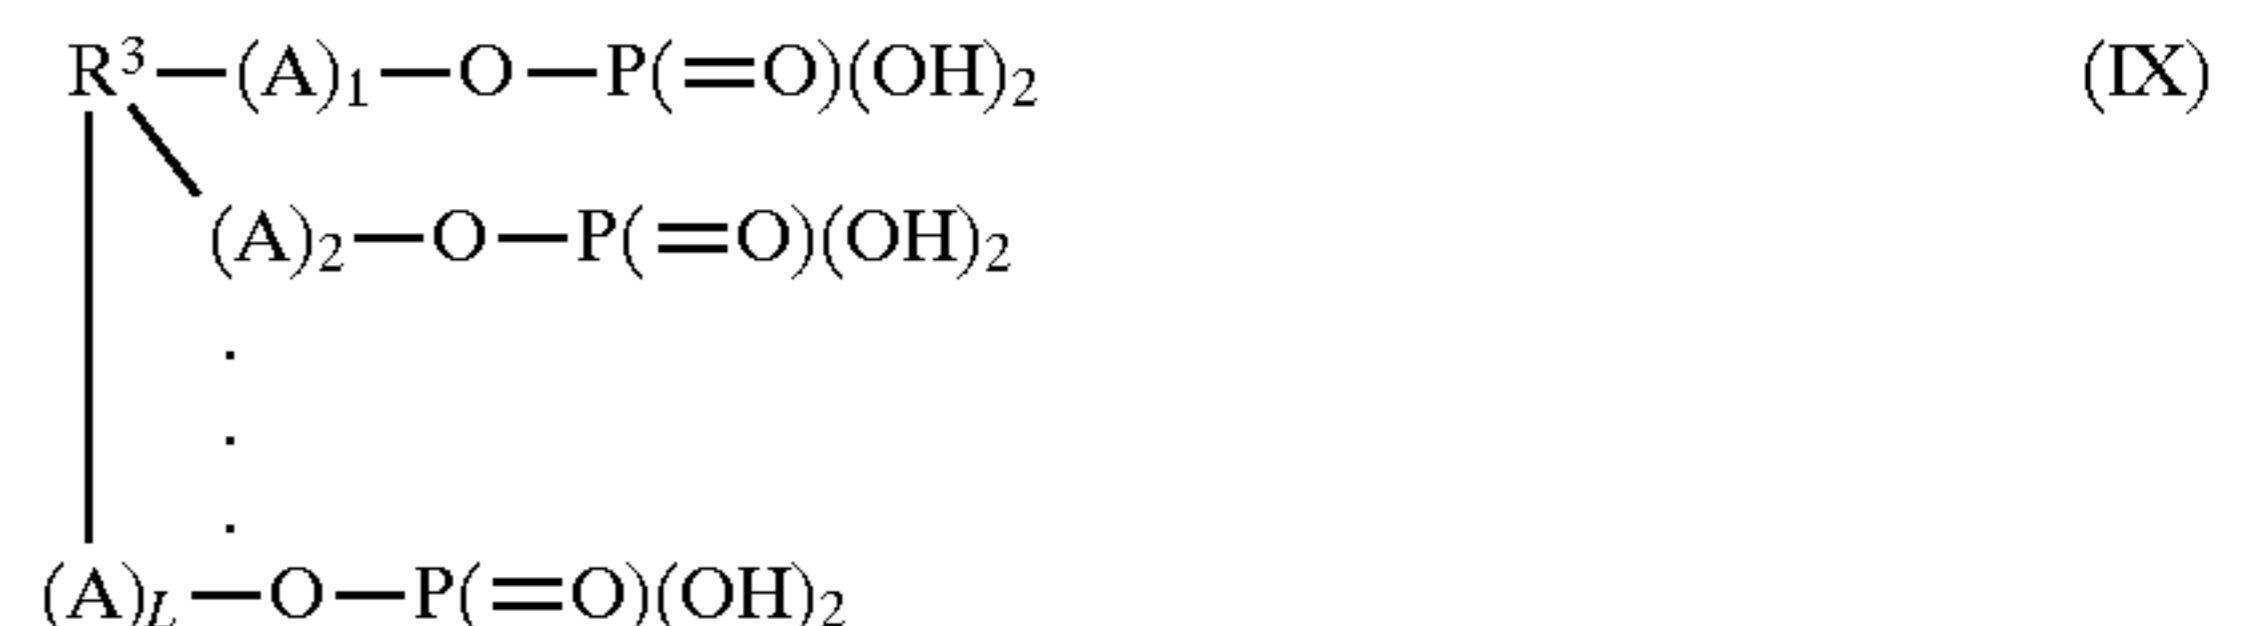 R³—(A)₁—O—P(=O)(OH)₂ (IX)
(A)₂—O—P(=O)(OH)₂
.
.
.
(A)L—O—P(=O)(OH)₂